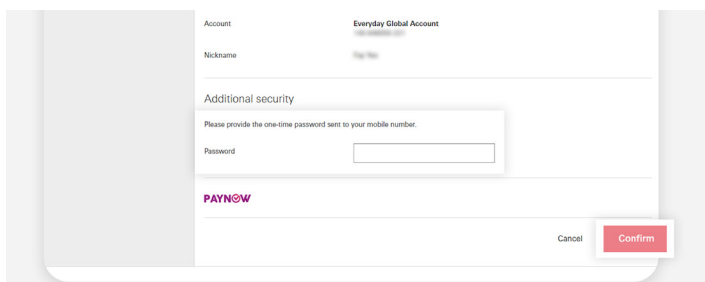 Account Everyday Global Account
Nickname
Additional security
Please provide the one-time password sent to your mobile number.
Password
PAYNOW
Cancel Confirm